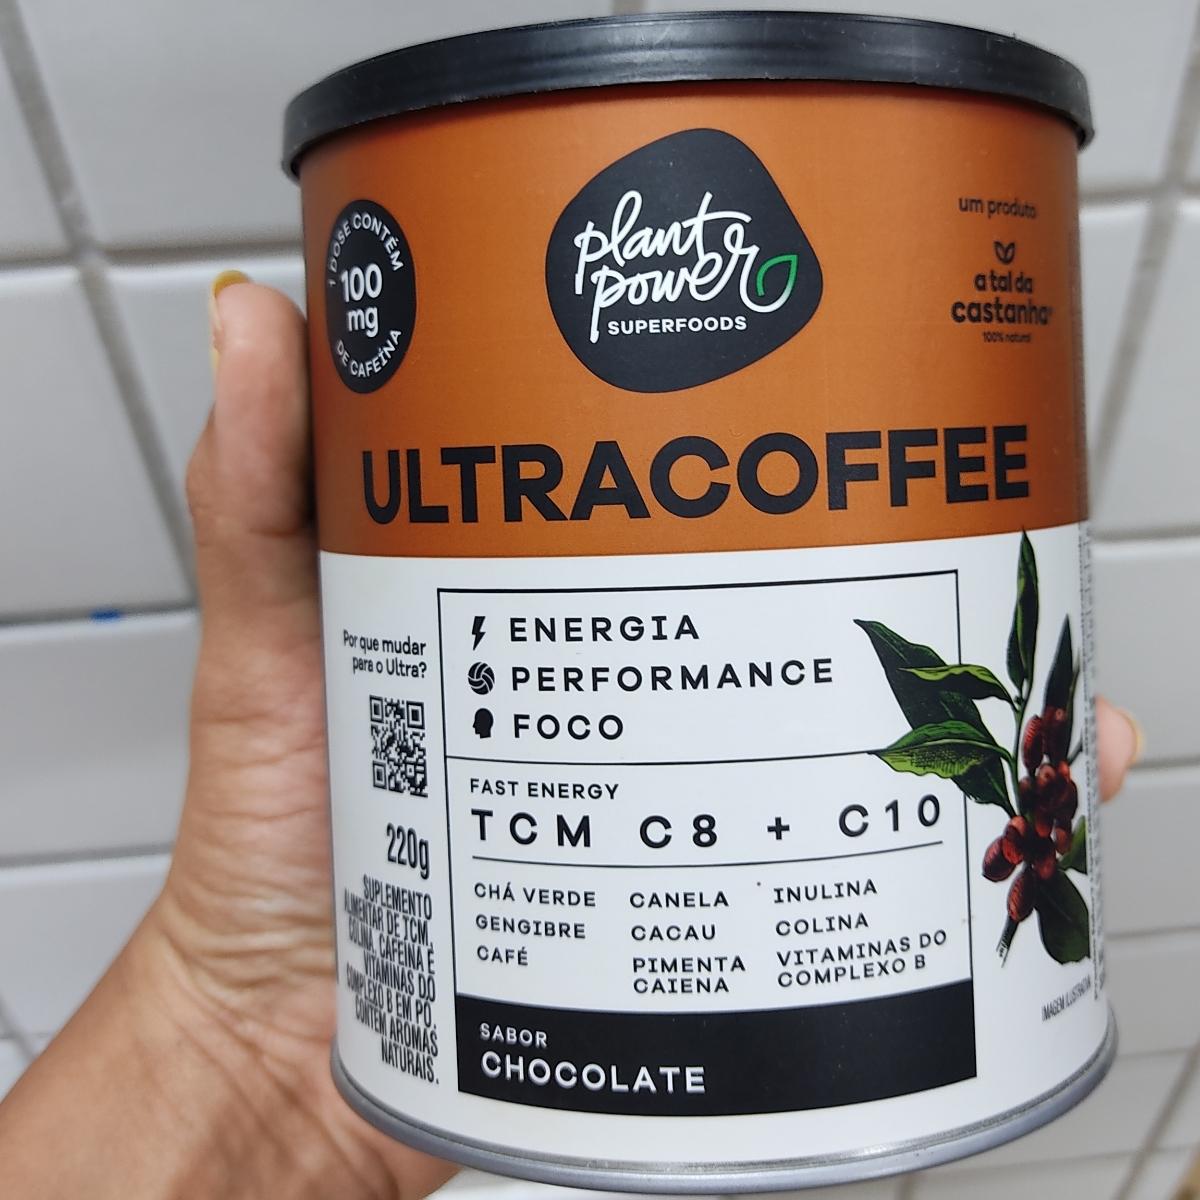 1 DOSE CONTÉM
100
mg
DE CAFEÍNA
plant
power
SUPERFOODS
um produto
a tal da
castanha
100% natural
ULTRACOFFEE
Por que mudar
para o Ultra?
220g
SUPLEMENTO
ALIMENTAR DE TCM,
COLINA, CAFEÍNA E
VITAMINAS DO
COMPLEXO B EM PÓ.
CONTÉM AROMAS
NATURAIS.
ENERGIA
PERFORMANCE
FOCO
FAST ENERGY
TCM C8 + C10
CHÁ VERDE
GENGIBRE
CAFÉ
CANELA
CACAU
PIMENTA
CAIENA
INULINA
COLINA
VITAMINAS DO
COMPLEXO B
SABOR
CHOCOLATE
IMAGEM ILUSTRATIVA